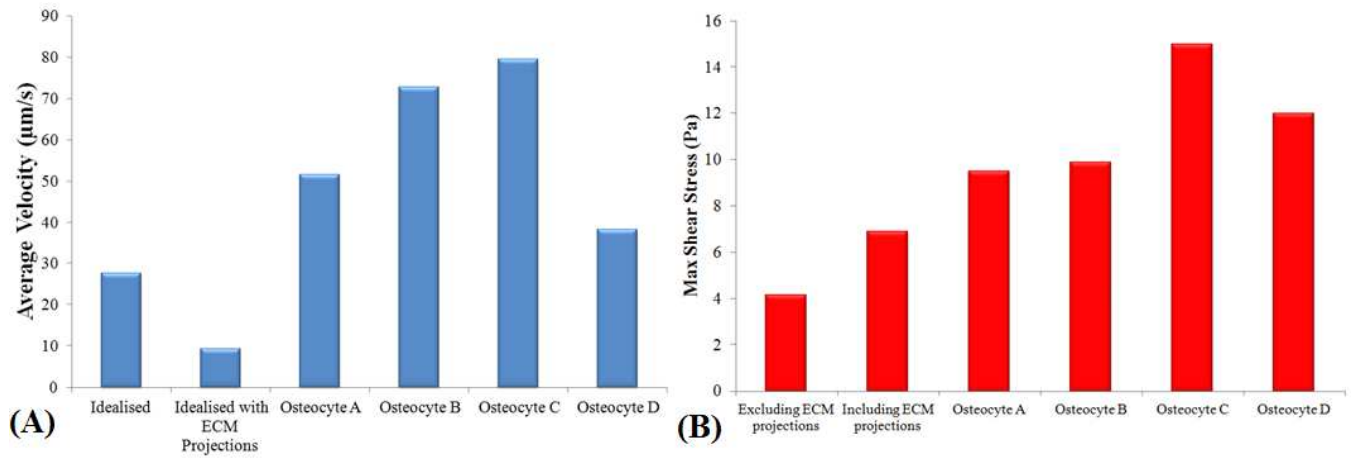 90
80
70
60
50
40
30
20
10
0
Average Velocity (µm/s)
Idealised
Idealised with
ECM
Projections
Osteocyte A
Osteocyte B
Osteocyte C
Osteocyte D
(A)
16
14
12
10
8
6
4
2
0
Max Shear Stress (Pa)
Excluding ECM
projections
Including ECM
projections
Osteocyte A
Osteocyte B
Osteocyte C
Osteocyte D
(B)